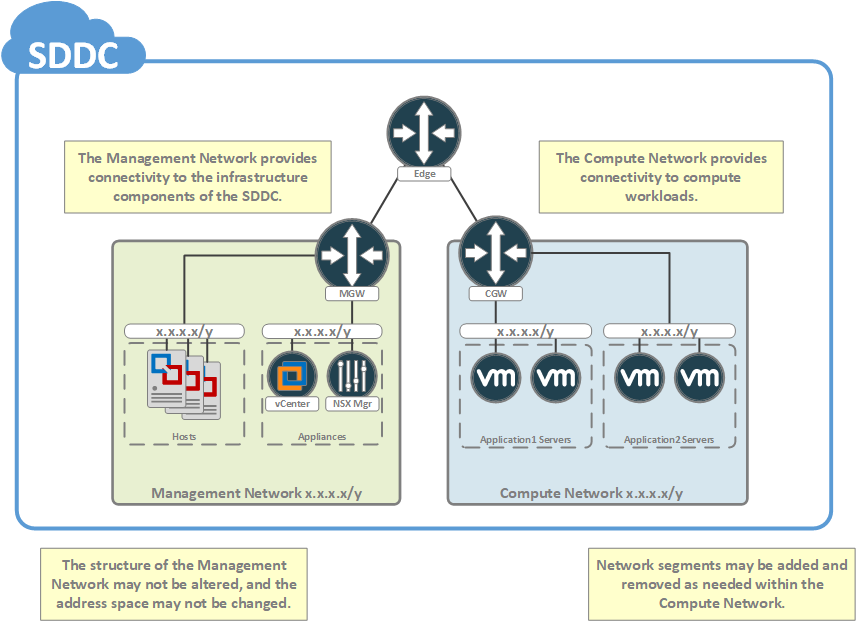 SDDC
The Management Network provides
connectivity to the infrastructure
components of the SDDC.
Edge
The Compute Network provides
connectivity to compute
workloads.
MGW
CGW
x.x.x.x/y
x.x.x.x/y
x.x.x.x/y
x.x.x.x/y
vCenter
NSX Mgr
vm
vm
vm
vm
Hosts
Appliances
Application1 Servers
Application2 Servers
Management Network x.x.x.x/y
Compute Network x.x.x.x/y
The structure of the Management
Network may not be altered, and the
address space may not be changed.
Network segments may be added and
removed as needed within the
Compute Network.